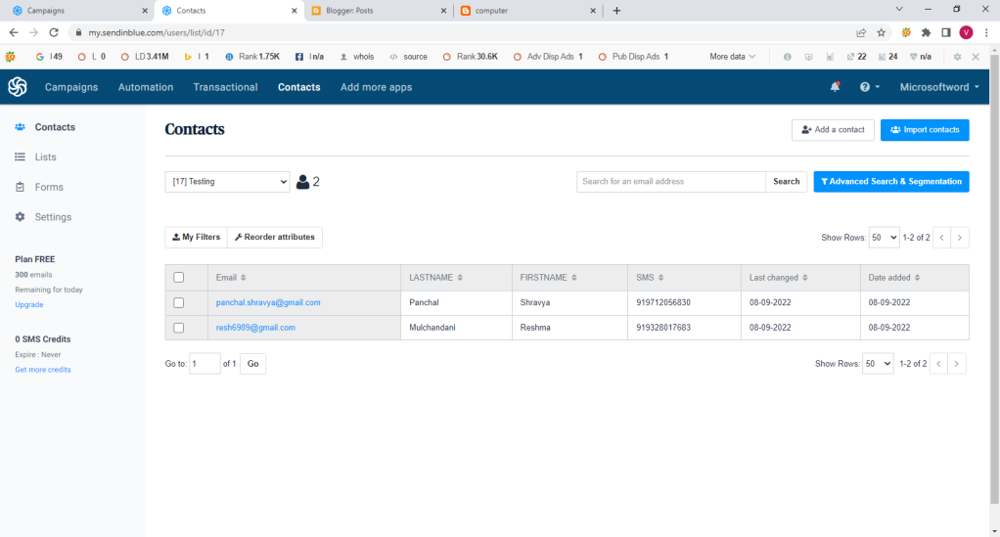 Campaigns
Contacts
Blogger: Posts
computer
my.sendinblue.com/users/list/id/17
I 49
L 0
LD 3.41M
I 1
Rank 1.75K
I n/a
whois
source
Rank 30.6K
Adv Disp Ads 1
Pub Disp Ads 1
More data
22
24
n/a
Campaigns
Automation
Transactional
Contacts
Add more apps
Microsoftword
Contacts
Lists
Forms
Settings
Plan FREE
300 emails
Remaining for today
Upgrade
0 SMS Credits
Expire : Never
Get more credits
Contacts
Add a contact
Import contacts
[17] Testing
2
Search for an email address
Search
Advanced Search & Segmentation
My Filters
Reorder attributes
Show Rows: 50 1-2 of 2
Email LASTNAME FIRSTNAME SMS Last changed Date added
panchal.shravya@gmail.com Panchal Shravya 919712056830 08-09-2022 08-09-2022
resh6989@gmail.com Mulchandani Reshma 919328017683 08-09-2022 08-09-2022
Go to: 1 of 1 Go
Show Rows: 50 1-2 of 2